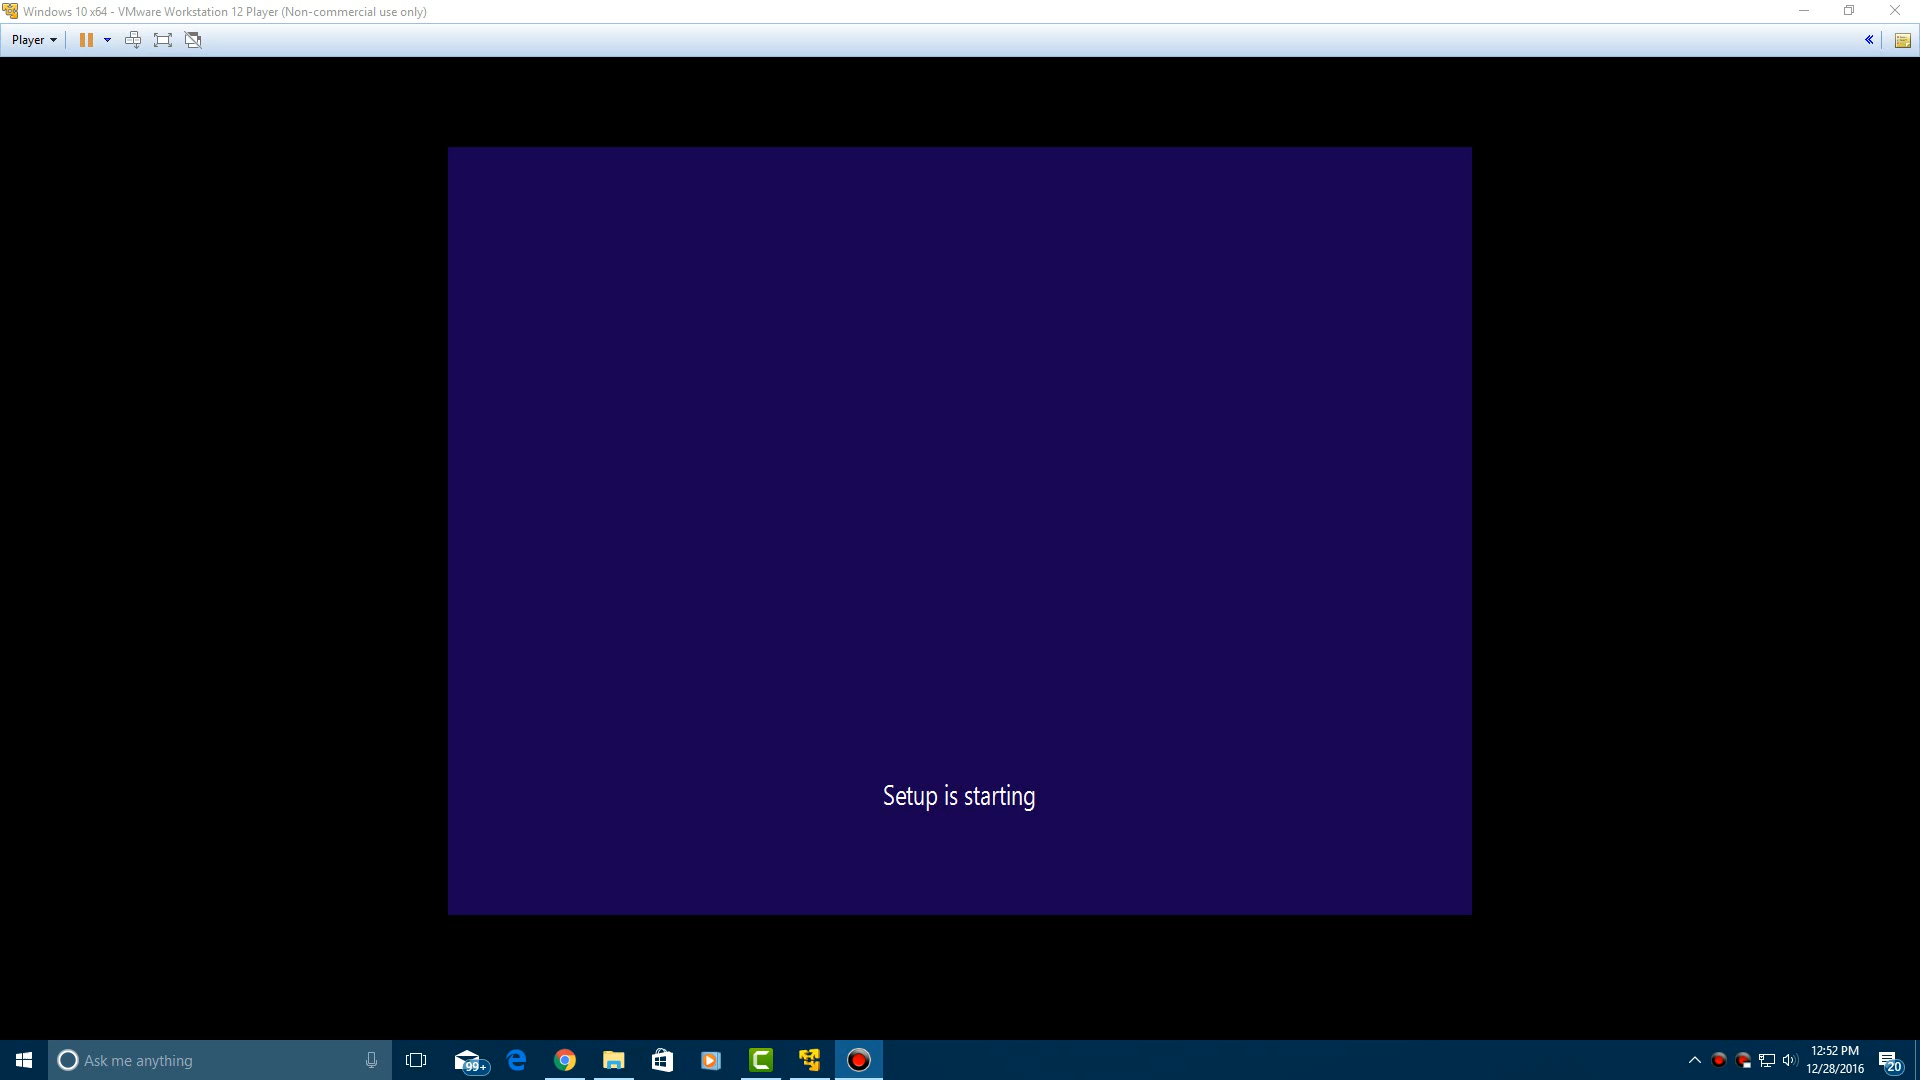 Windows 10 x64 - VMware Workstation 12 Player (Non-commercial use only)
Player
Setup is starting
Ask me anything
99+
12:52 PM
12/28/2016
20